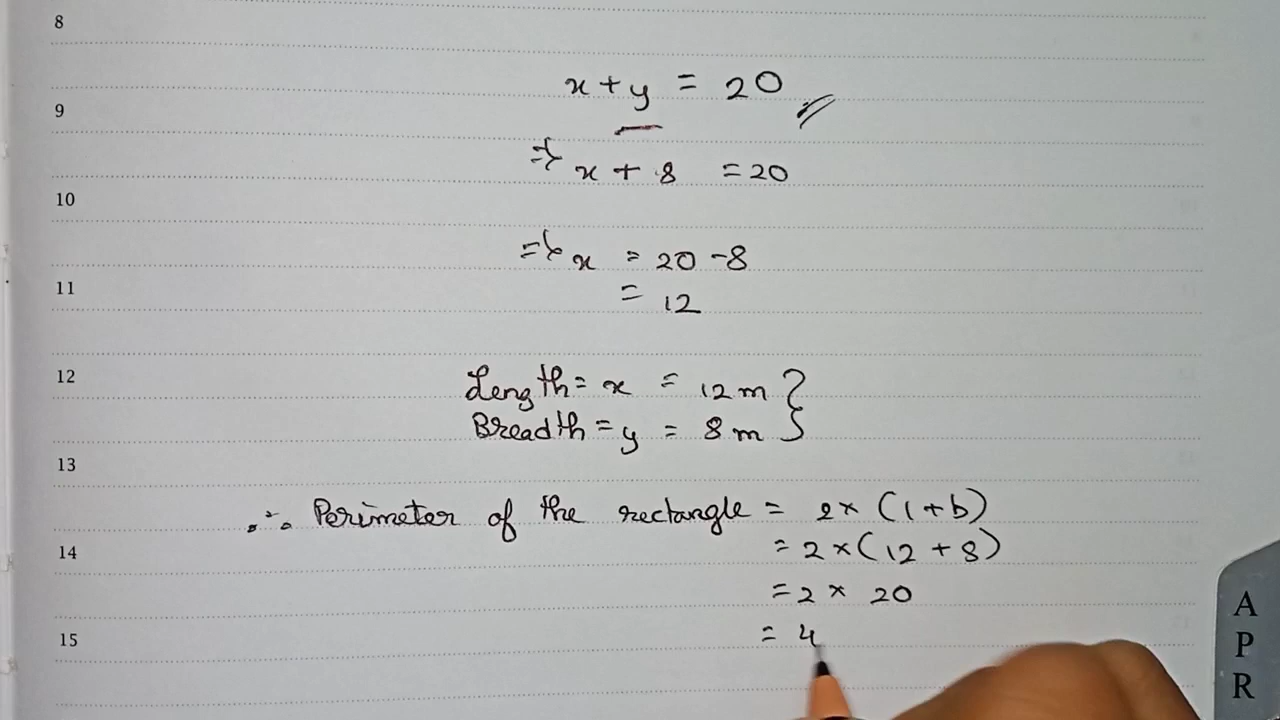 8
x + y = 20
9
⇒ x + 8 = 20
10
⇒ x = 20 - 8
11
= 12
12
Length = x = 12 m }
Breadth = y = 8 m
13
∴ Perimeter of the rectangle = 2 × (l + b)
14
= 2 × (12 + 8)
= 2 × 20
15
= 4
A
P
R